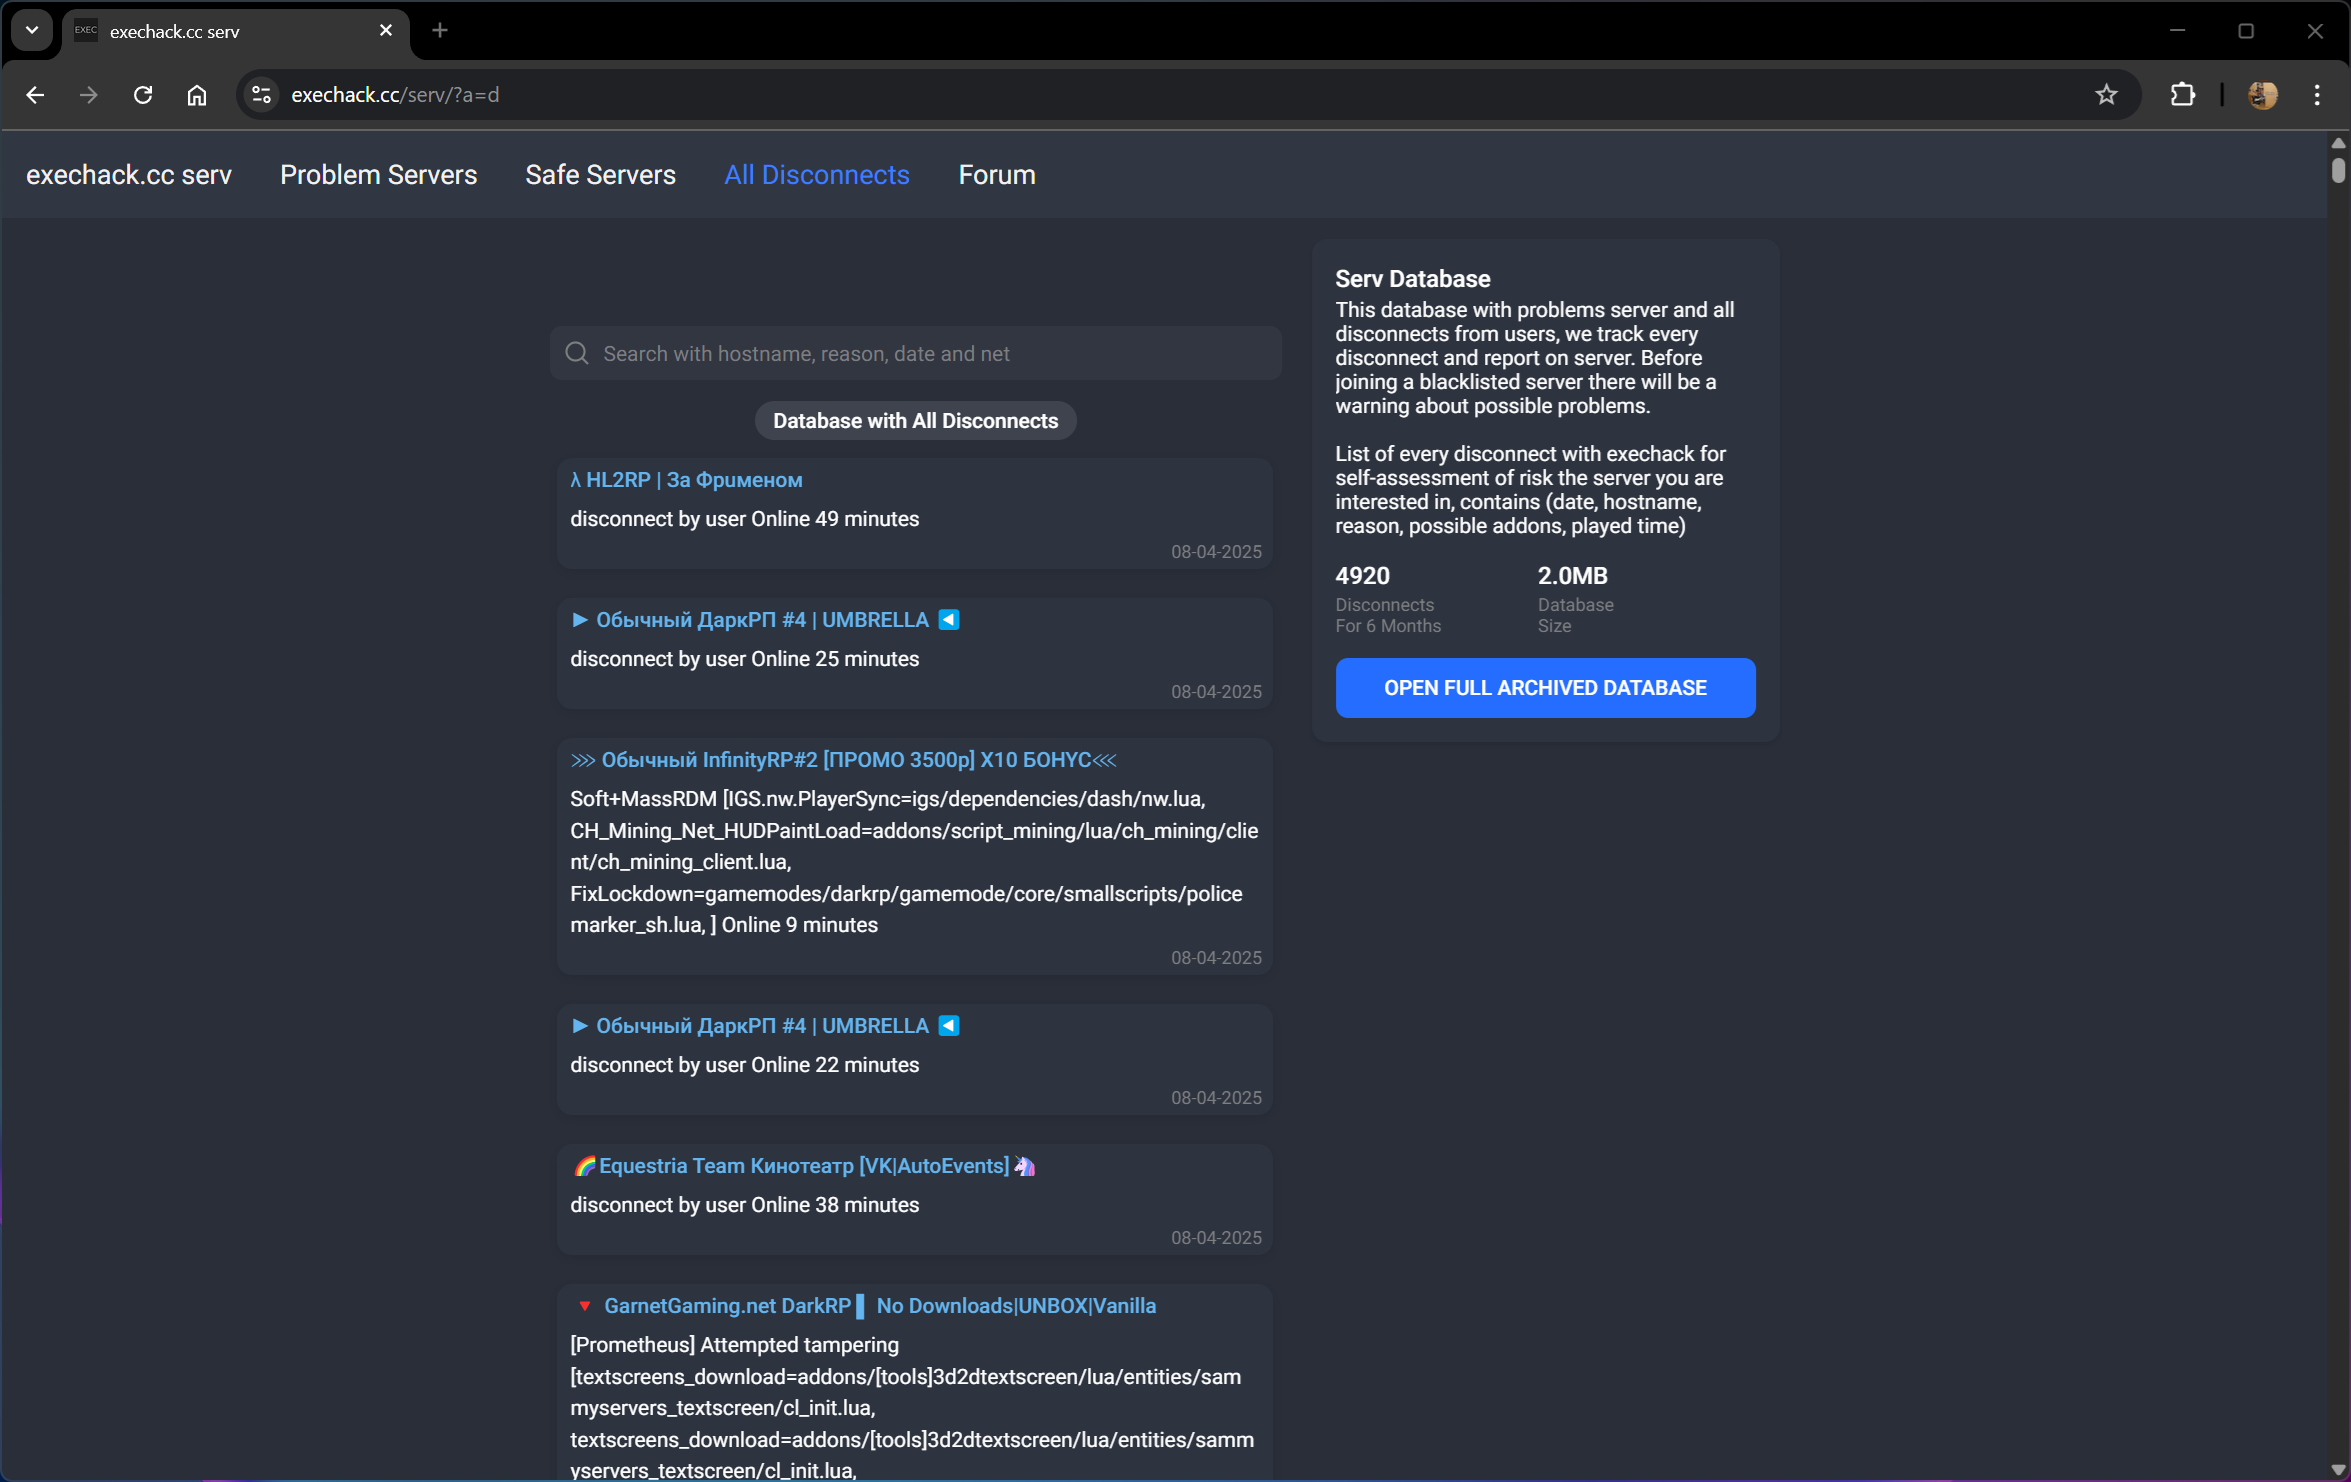 EXEC
exechack.cc serv
exechack.cc/serv/?a=d
exechack.cc serv
Problem Servers
Safe Servers
All Disconnects
Forum
Search with hostname, reason, date and net
Database with All Disconnects
λ HL2RP | За Фрименом
disconnect by user Online 49 minutes
08-04-2025
► Обычный ДаркРП #4 | UMBRELLA ◀
disconnect by user Online 25 minutes
08-04-2025
⋙ Обычный InfinityRP#2 [ПРОМО 3500р] X10 БОНУС⋘
Soft+MassRDM [IGS.nw.PlayerSync=igs/dependencies/dash/nw.lua,
CH_Mining_Net_HUDPaintLoad=addons/script_mining/lua/ch_mining/clie
nt/ch_mining_client.lua,
FixLockdown=gamemodes/darkrp/gamemode/core/smallscripts/police
marker_sh.lua, ] Online 9 minutes
08-04-2025
► Обычный ДаркРП #4 | UMBRELLA ◀
disconnect by user Online 22 minutes
08-04-2025
🌈Equestria Team Кинотеатр [VK|AutoEvents]🦄
disconnect by user Online 38 minutes
08-04-2025
🔻 GarnetGaming.net DarkRP ▌ No Downloads|UNBOX|Vanilla
[Prometheus] Attempted tampering
[textscreens_download=addons/[tools]3d2dtextscreen/lua/entities/sam
myservers_textscreen/cl_init.lua,
textscreens_download=addons/[tools]3d2dtextscreen/lua/entities/samm
yservers_textscreen/cl_init.lua,
Serv Database
This database with problems server and all
disconnects from users, we track every
disconnect and report on server. Before
joining a blacklisted server there will be a
warning about possible problems.
List of every disconnect with exechack for
self-assessment of risk the server you are
interested in, contains (date, hostname,
reason, possible addons, played time)
4920
Disconnects
For 6 Months
2.0MB
Database
Size
OPEN FULL ARCHIVED DATABASE